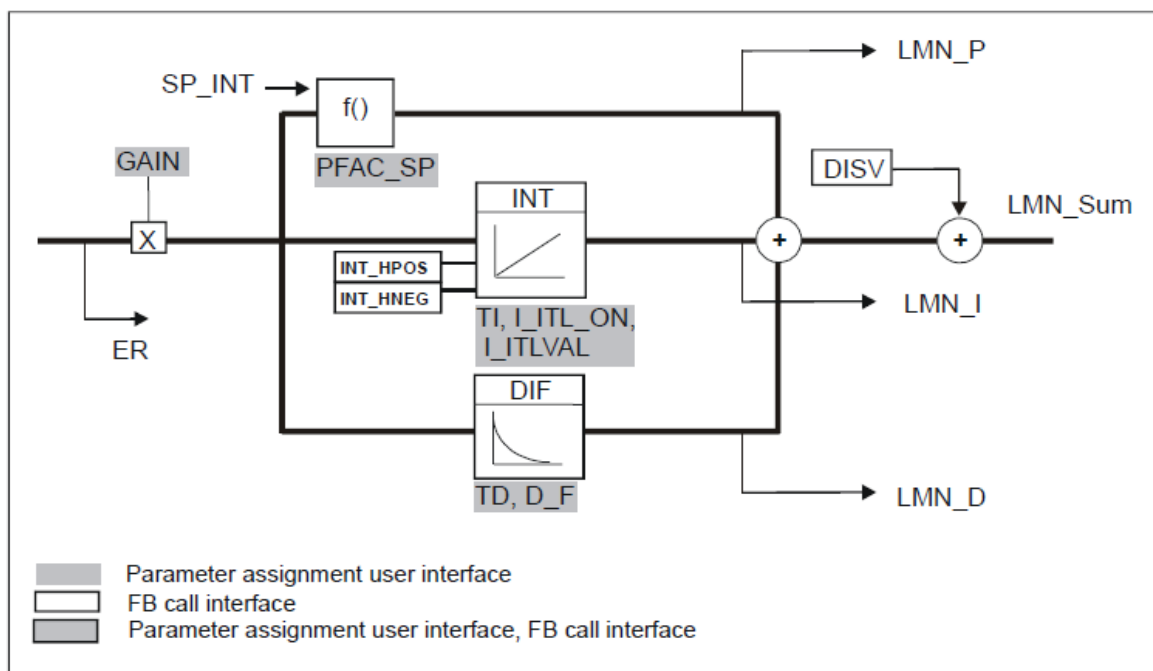 LMN_P
SP_INT
f()
GAIN
PFAC_SP
DISV
INT
LMN_Sum
X
+
+
INT_HPOS
INT_HNEG
LMN_I
TI, I_ITL_ON,
I_ITLVAL
ER
DIF
TD, D_F
LMN_D
Parameter assignment user interface
FB call interface
Parameter assignment user interface, FB call interface